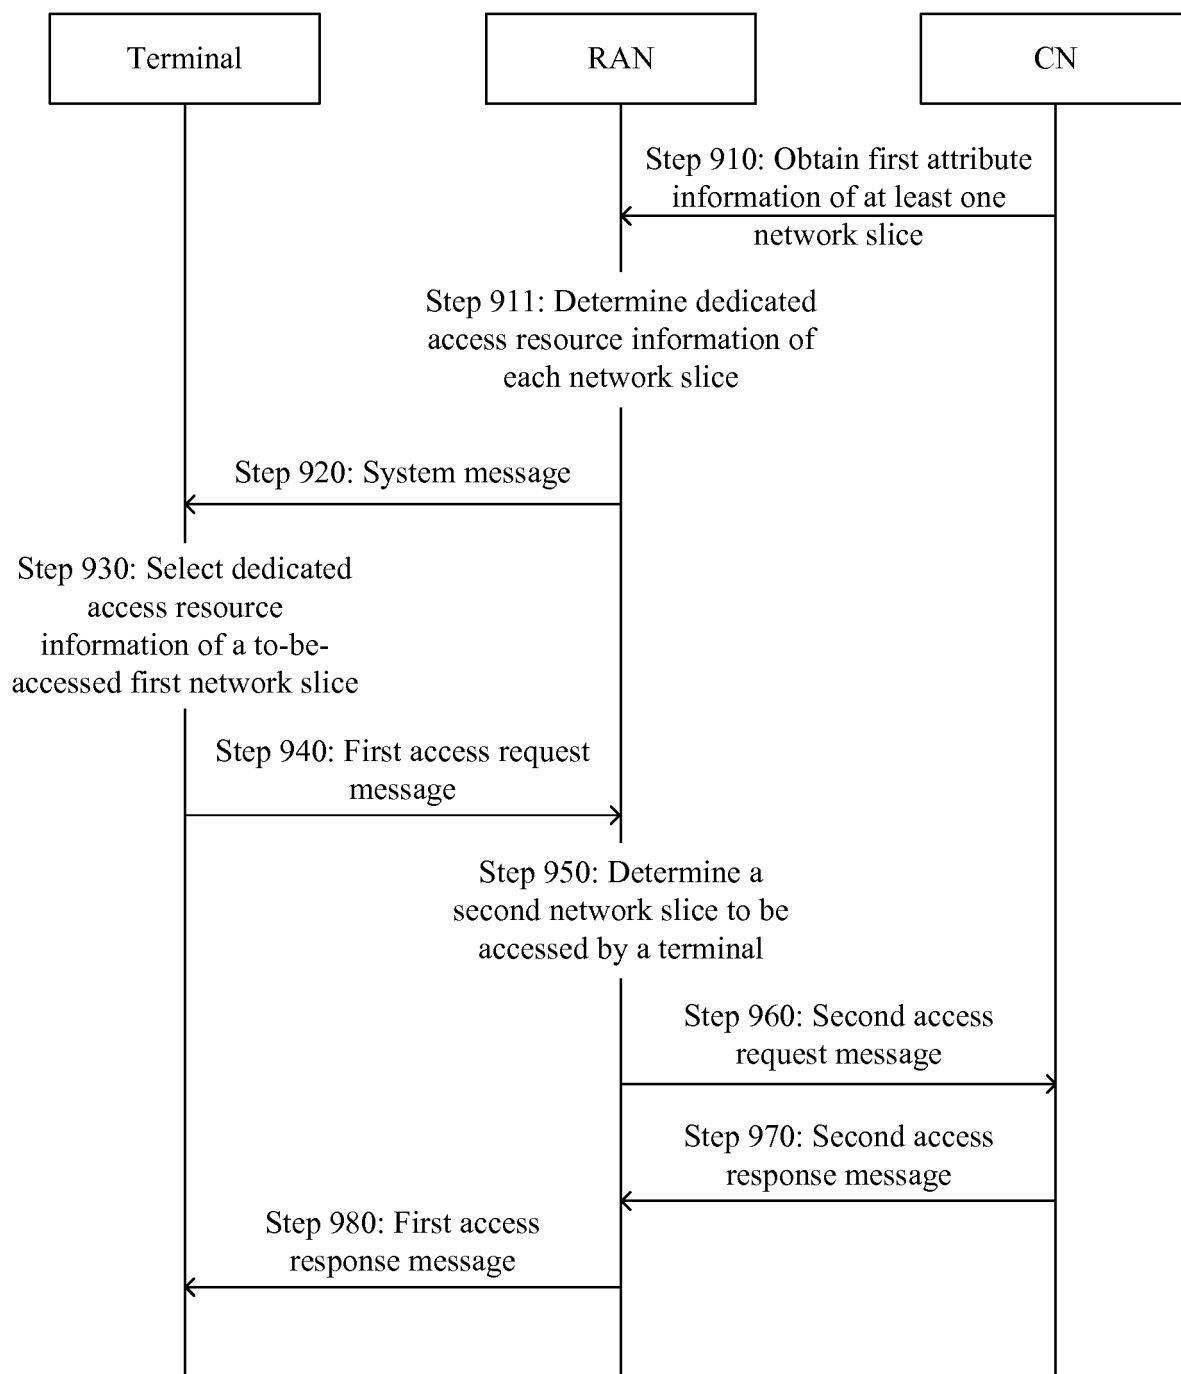 Terminal
RAN
CN
Step 910: Obtain first attribute
information of at least one
network slice
Step 911: Determine dedicated
access resource information of
each network slice
Step 920: System message
Step 930: Select dedicated
access resource
information of a to-be-
accessed first network slice
Step 940: First access request
message
Step 950: Determine a
second network slice to be
accessed by a terminal
Step 960: Second access
request message
Step 970: Second access
response message
Step 980: First access
response message